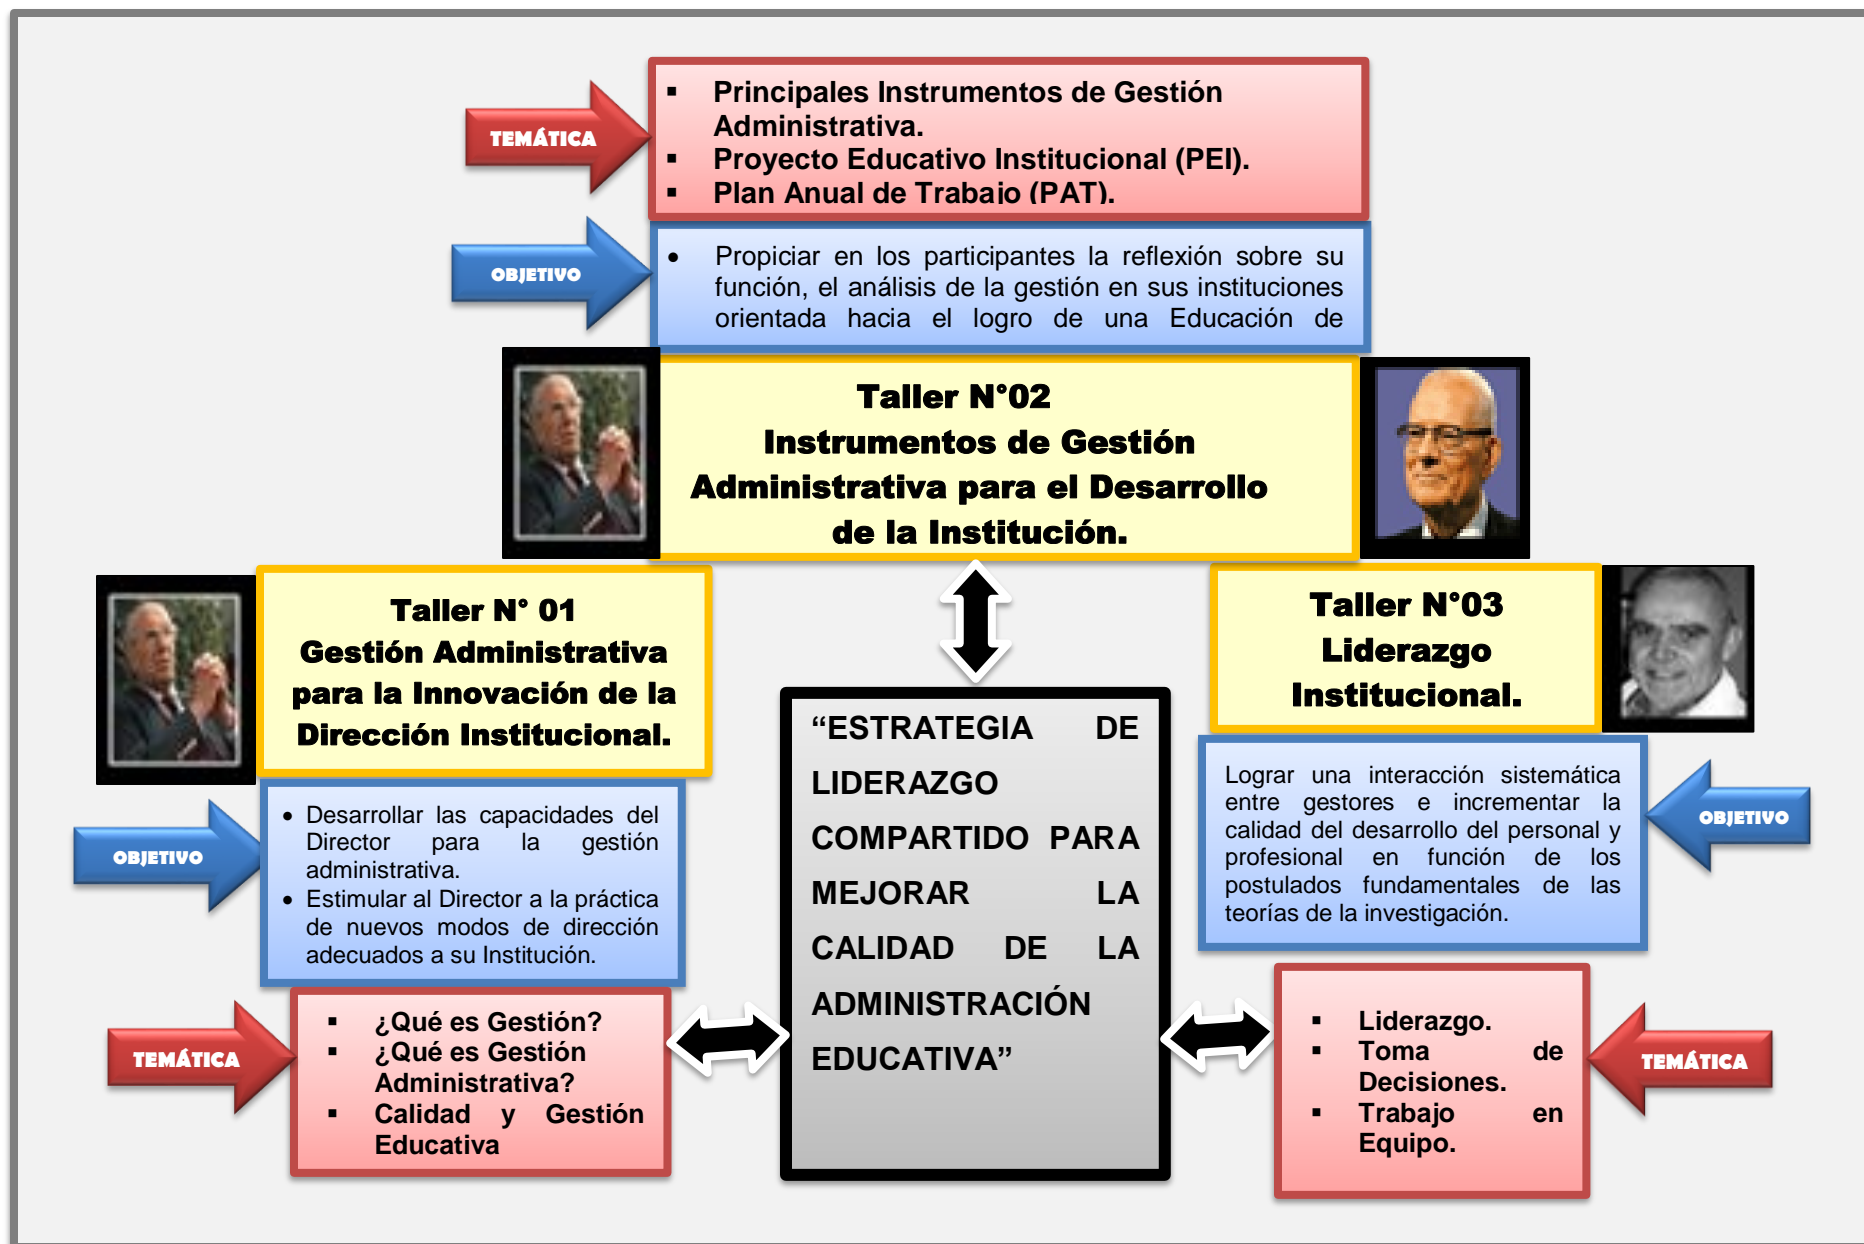 TEMÁTICA
▪ Principales Instrumentos de Gestión
Administrativa.
▪ Proyecto Educativo Institucional (PEI).
▪ Plan Anual de Trabajo (PAT).
OBJETIVO
• Propiciar en los participantes la reflexión sobre su
función, el análisis de la gestión en sus instituciones
orientada hacia el logro de una Educación de
Taller N°02
Instrumentos de Gestión
Administrativa para el Desarrollo
de la Institución.
Taller N° 01
Gestión Administrativa
para la Innovación de la
Dirección Institucional.
OBJETIVO
• Desarrollar las capacidades del
Director para la gestión
administrativa.
• Estimular al Director a la práctica
de nuevos modos de dirección
adecuados a su Institución.
TEMÁTICA
▪ ¿Qué es Gestión?
▪ ¿Qué es Gestión
Administrativa?
▪ Calidad y Gestión
Educativa
“ESTRATEGIA DE
LIDERAZGO
COMPARTIDO PARA
MEJORAR LA
CALIDAD DE LA
ADMINISTRACIÓN
EDUCATIVA”
Taller N°03
Liderazgo
Institucional.
Lograr una interacción sistemática
entre gestores e incrementar la
calidad del desarrollo del personal y
profesional en función de los
postulados fundamentales de las
teorías de la investigación.
OBJETIVO
▪ Liderazgo.
▪ Toma de
Decisiones.
▪ Trabajo en
Equipo.
TEMÁTICA